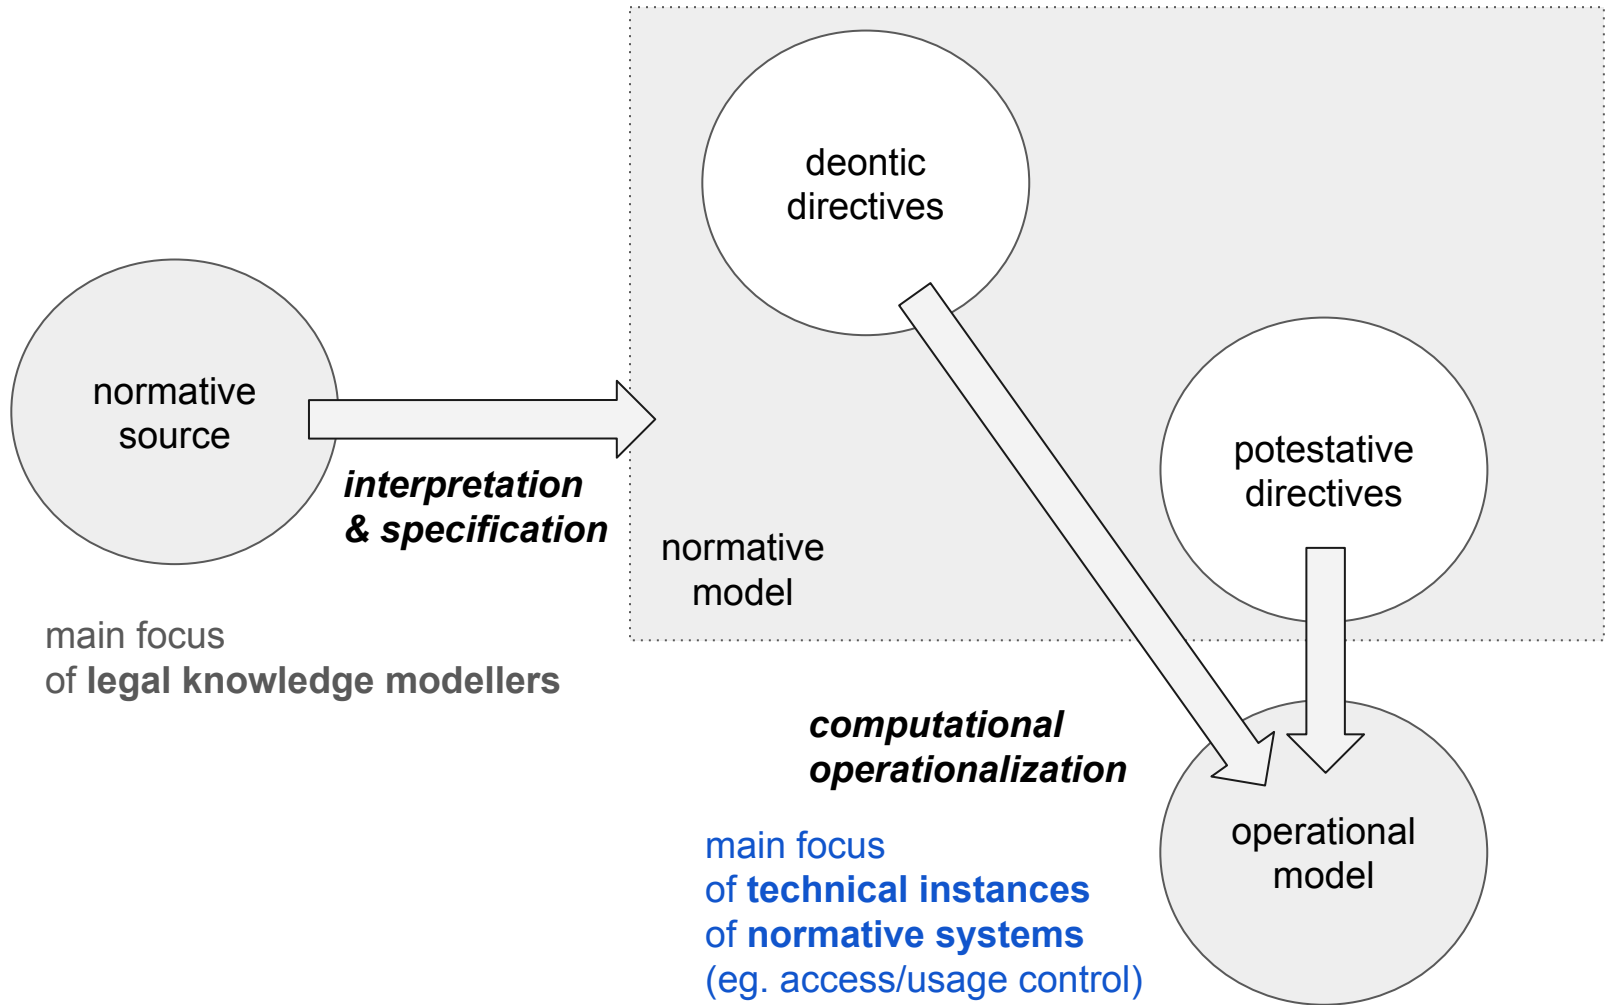 deontic
directives
normative
source
interpretation
& specification
potestative
directives
normative
model
main focus
of legal knowledge modellers
computational
operationalization
operational
model
main focus
of technical instances
of normative systems
(eg. access/usage control)